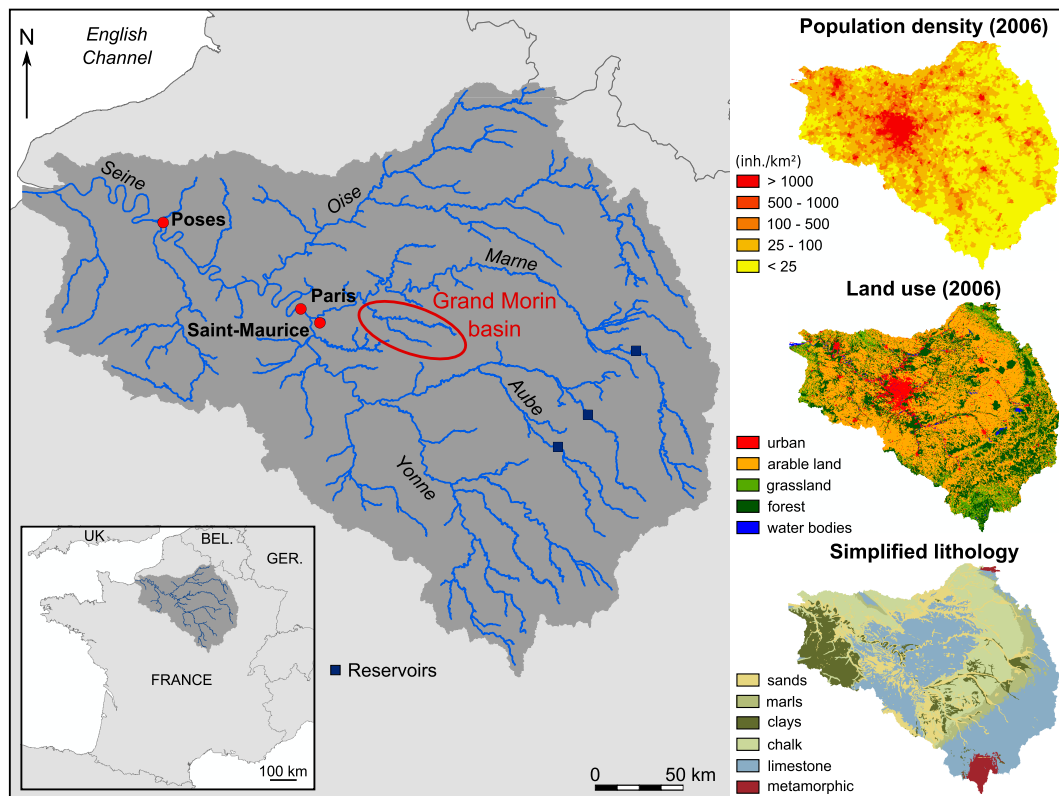 N
English
Channel
Seine
Poses
Oise
Marne
Paris
Saint-Maurice
Grand Morin
basin
Aube
Yonne
UK
BEL.
GER.
FRANCE
100 km
Reservoirs
0 50 km
Population density (2006)
(inh./km²)
> 1000
500 - 1000
100 - 500
25 - 100
< 25
Land use (2006)
urban
arable land
grassland
forest
water bodies
Simplified lithology
sands
marls
clays
chalk
limestone
metamorphic